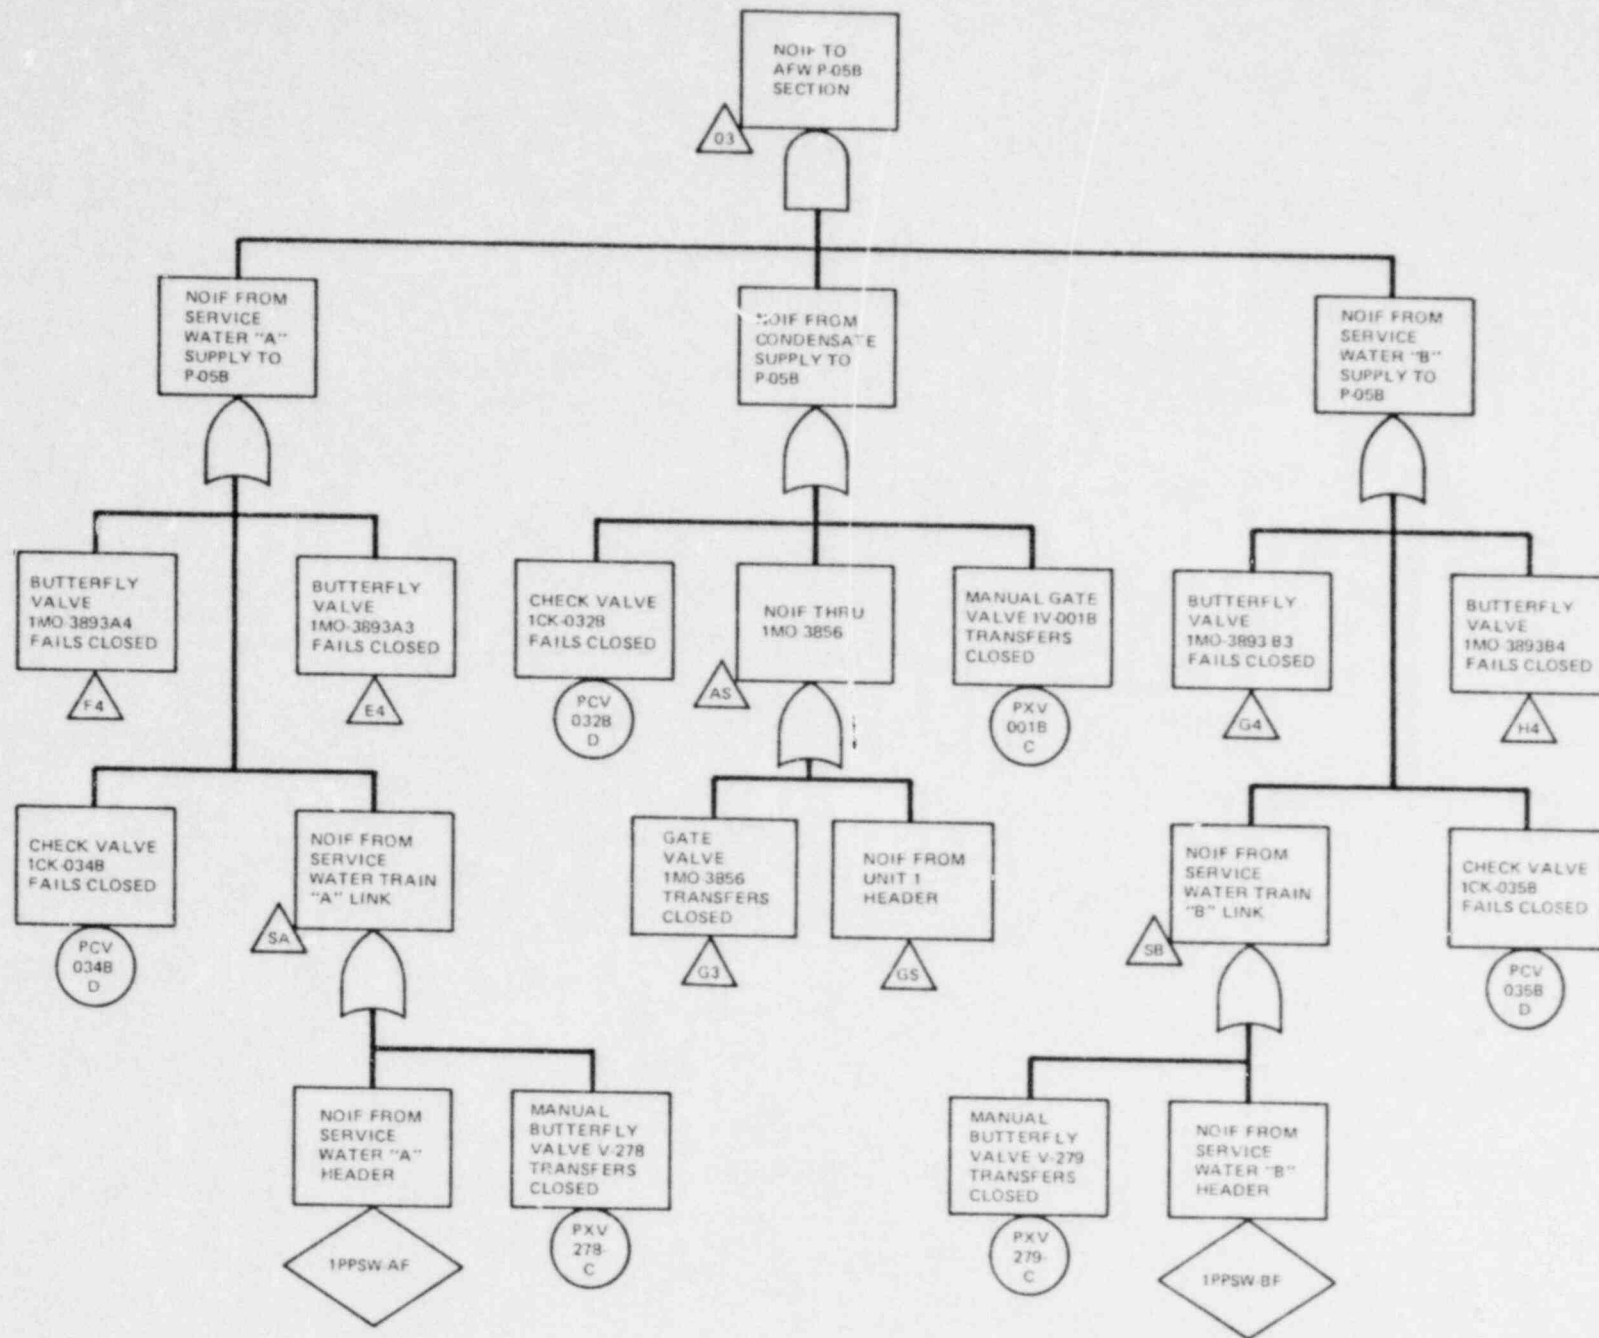 NOIF TO
AFW P-05B
SECTION
03
NOIF FROM
SERVICE
WATER "A"
SUPPLY TO
P-05B
NOIF FROM
CONDENSATE
SUPPLY TO
P-05B
NOIF FROM
SERVICE
WATER "B"
SUPPLY TO
P-05B
BUTTERFLY
VALVE
1MO-3893A4
FAILS CLOSED
F4
BUTTERFLY
VALVE
1MO-3893A3
FAILS CLOSED
E4
CHECK VALVE
1CK-032B
FAILS CLOSED
PCV
032B
D
NOIF THRU
1MO 3856
AS
MANUAL GATE
VALVE IV-001B
TRANSFERS
CLOSED
PXV
001B
C
BUTTERFLY
VALVE
1MO-3893 B3
FAILS CLOSED
G4
BUTTERFLY
VALVE
1MO-3893B4
FAILS CLOSED
H4
CHECK VALVE
1CK-034B
FAILS CLOSED
PCV
034B
D
NOIF FROM
SERVICE
WATER TRAIN
"A" LINK
SA
GATE
VALVE
1MO-3856
TRANSFERS
CLOSED
G3
NOIF FROM
UNIT 1
HEADER
GS
NOIF FROM
SERVICE
WATER TRAIN
"B" LINK
SB
CHECK VALVE
1CK-035B
FAILS CLOSED
PCV
035B
D
NOIF FROM
SERVICE
WATER "A"
HEADER
1PPSW-AF
MANUAL
BUTTERFLY
VALVE V-278
TRANSFERS
CLOSED
PXV
278-
C
MANUAL
BUTTERFLY
VALVE V-279
TRANSFERS
CLOSED
PXV
279-
C
NOIF FROM
SERVICE
WATER "B"
HEADER
1PPSW-BF